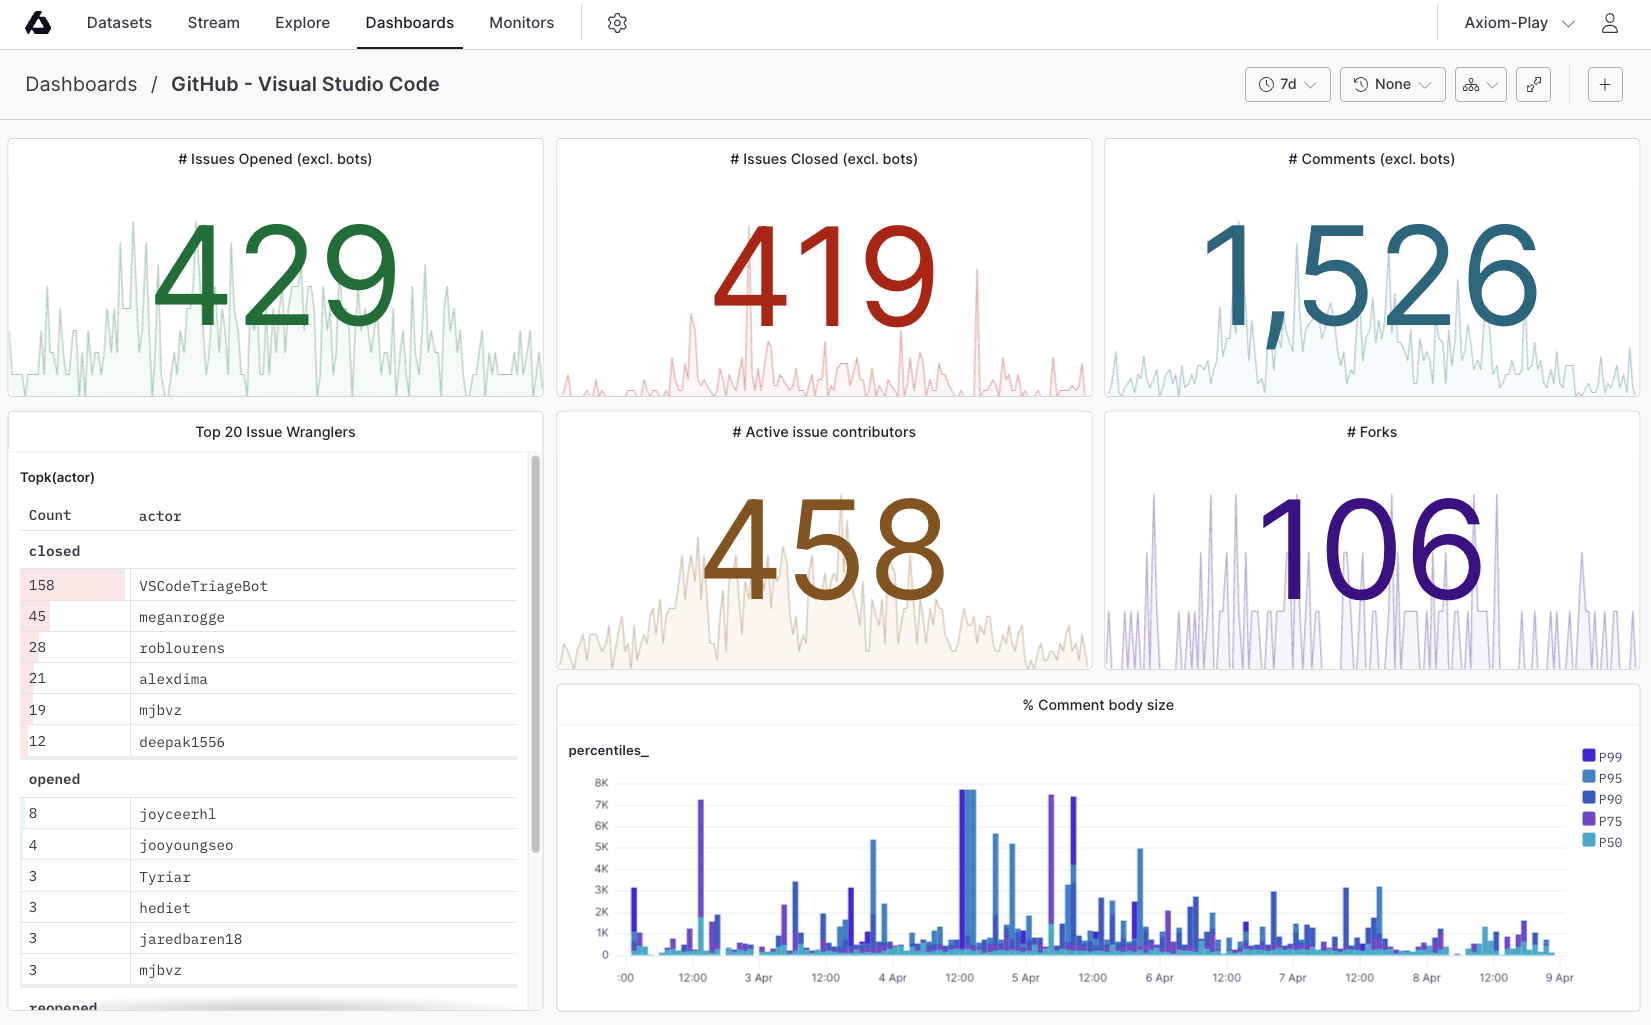 Datasets Stream Explore Dashboards Monitors Axiom-Play
Dashboards / GitHub - Visual Studio Code 7d None
# Issues Opened (excl. bots)
429
# Issues Closed (excl. bots)
419
# Comments (excl. bots)
1,526
Top 20 Issue Wranglers
Topk(actor)
Count actor
closed
158 VSCodeTriageBot
45 meganrogge
28 roblourens
21 alexdima
19 mjbvz
12 deepak1556
opened
8 joyceerhl
4 jooyoungseo
3 Tyriar
3 hediet
3 jaredbaren18
3 mjbvz
reopened
# Active issue contributors
458
# Forks
106
% Comment body size
percentiles_
8K
7K
6K
5K
4K
3K
2K
1K
0
:00 12:00 3 Apr 12:00 4 Apr 12:00 5 Apr 12:00 6 Apr 12:00 7 Apr 12:00 8 Apr 12:00 9 Apr
P99
P95
P90
P75
P50